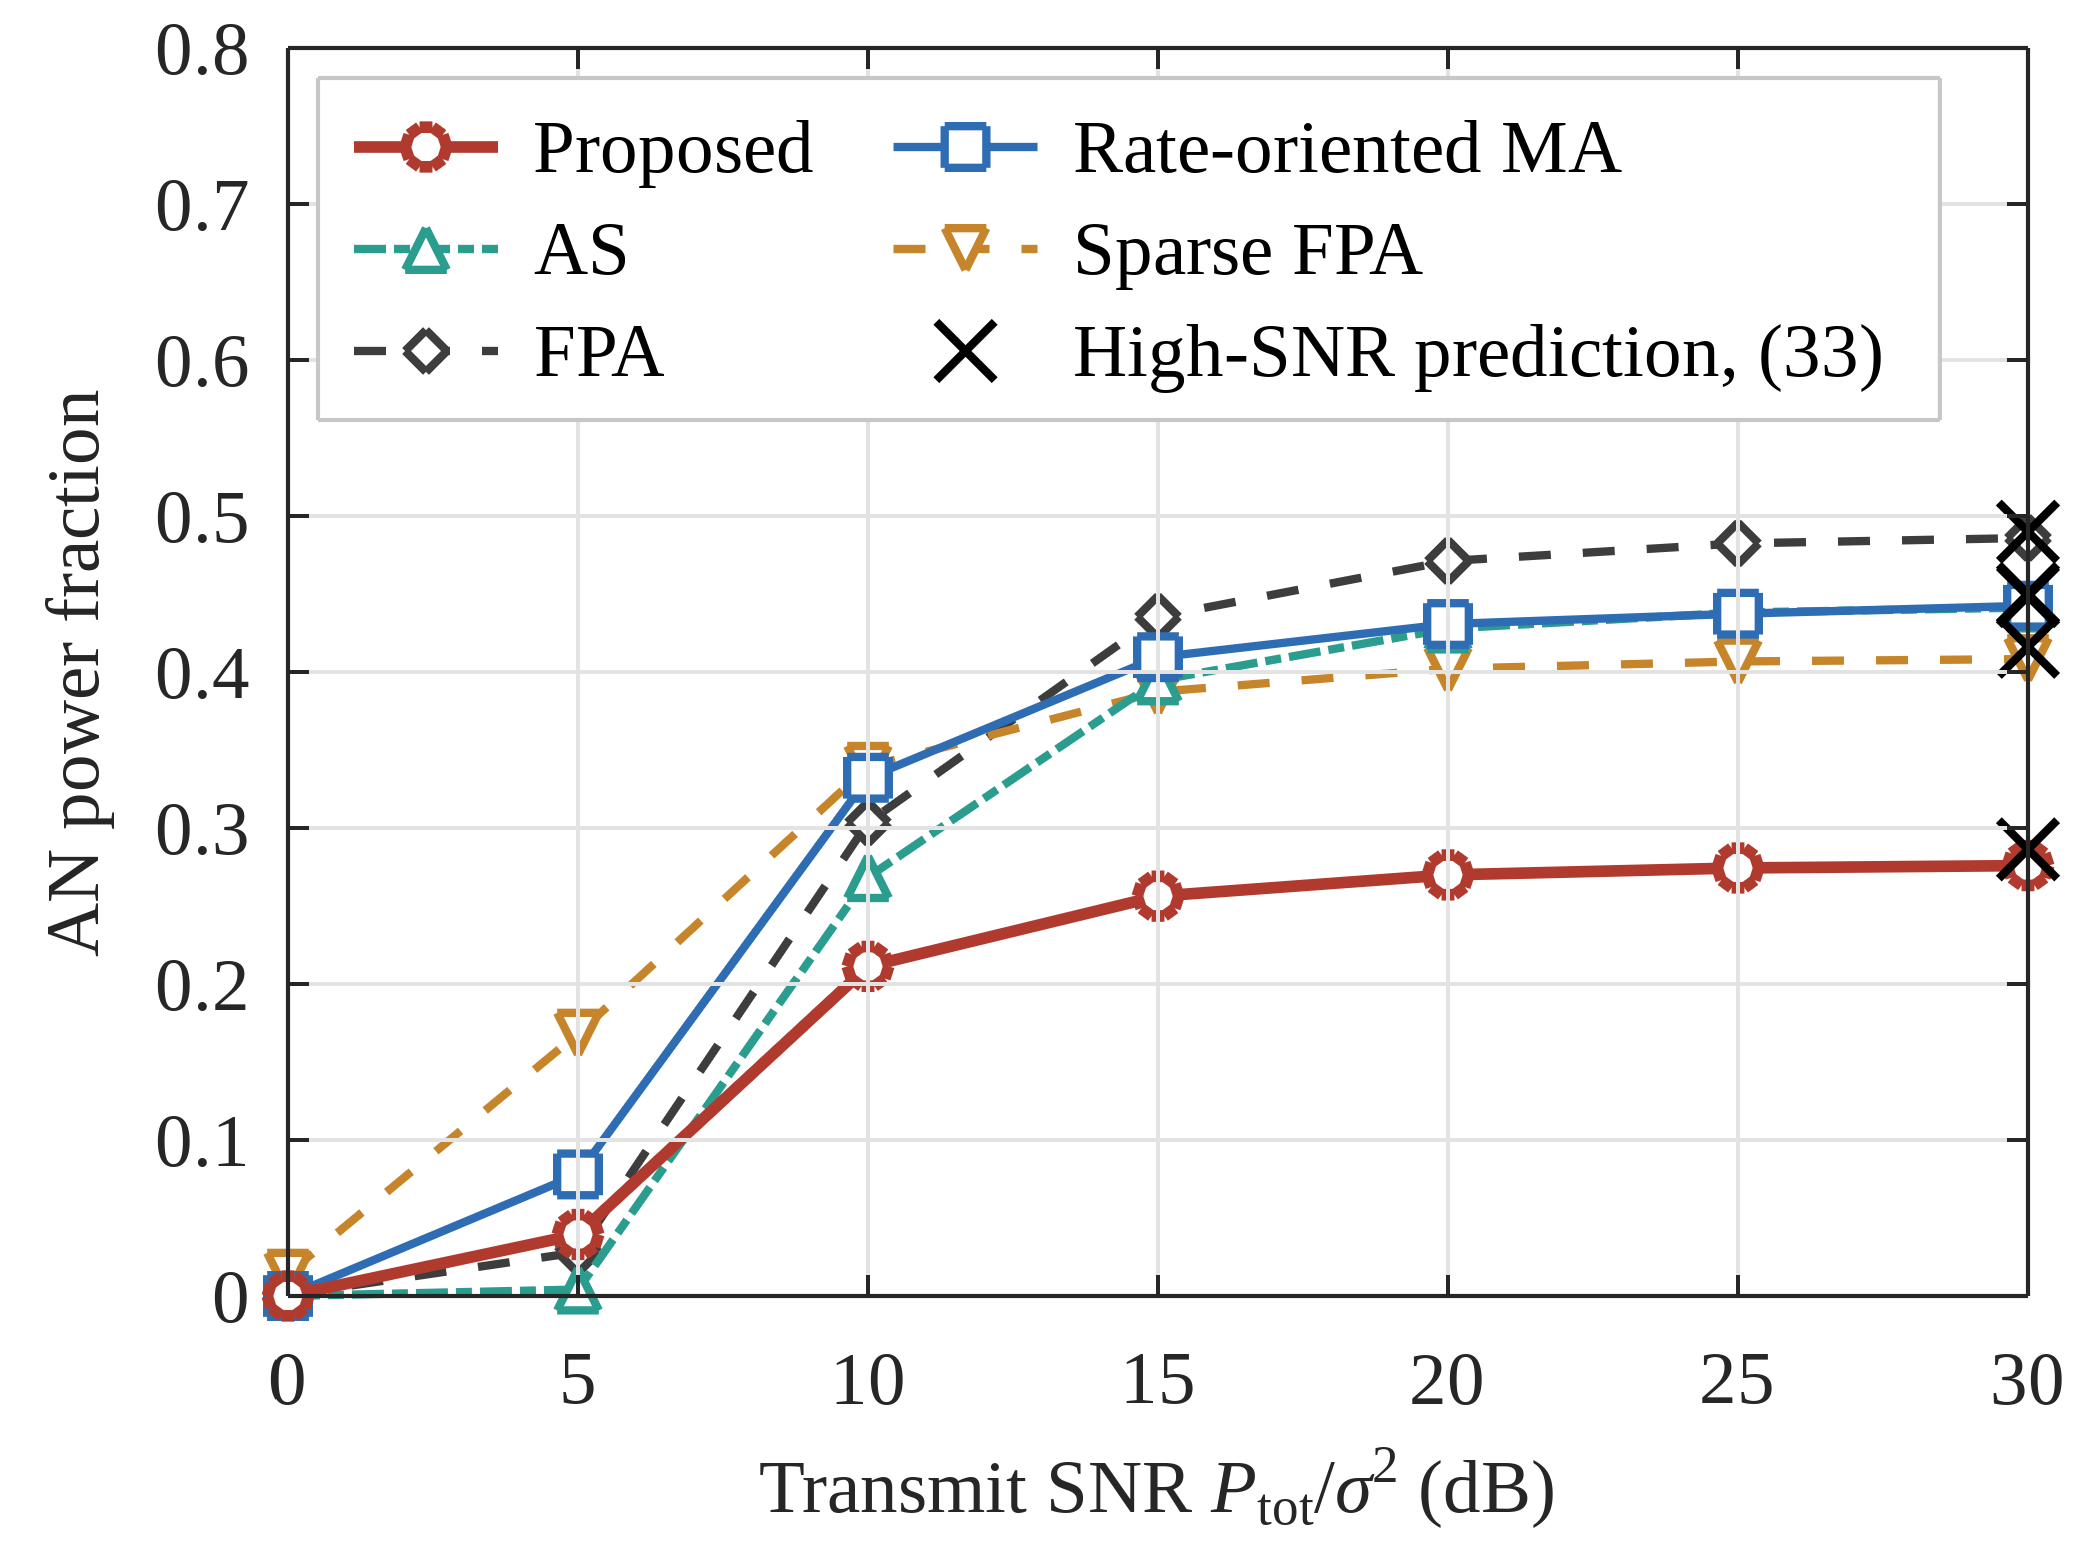 0.8
0.7
0.6
0.5
0.4
0.3
0.2
0.1
0
AN power fraction
Proposed
Rate-oriented MA
AS
Sparse FPA
FPA
High-SNR prediction, (33)
0 5 10 15 20 25 30
Transmit SNR P_tot/σ² (dB)